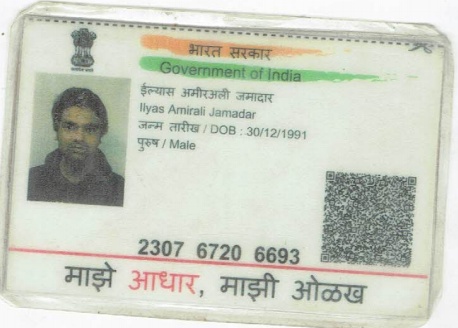 भारत सरकार
Government of India
ईल्यास अमीरअली जमादार
Ilyas Amirali Jamadar
जन्म तारीख / DOB : 30/12/1991
पुरुष / Male
2307 6720 6693
माझे आधार, माझी ओळख